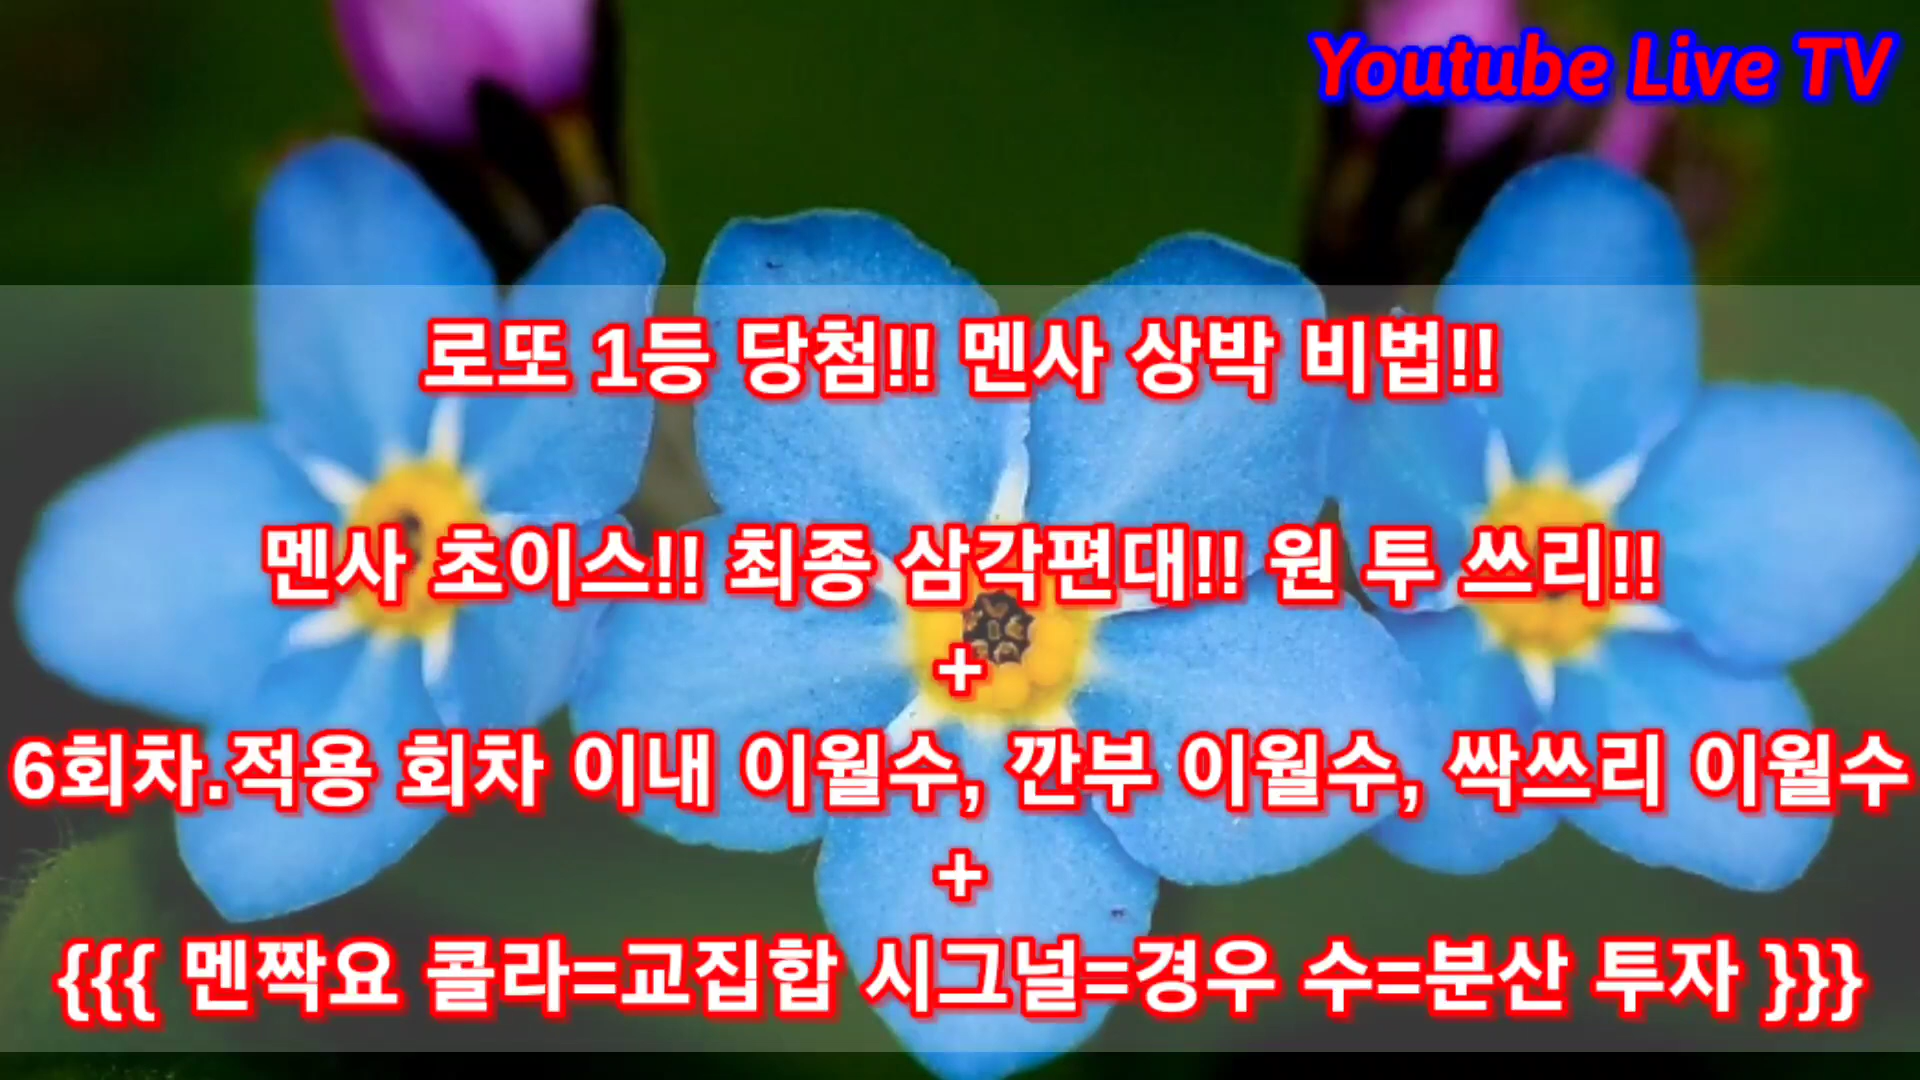 Youtube Live TV
로또 1등 당첨!! 멘사 상박 비법!!
멘사 초이스!! 최종 삼각편대!! 원 투 쓰리!!
+
6회차.적용 회차 이내 이월수, 깐부 이월수, 싹쓰리 이월수
+
{{{ 멘짝요 콜라=교집합 시그널=경우 수=분산 투자 }}}